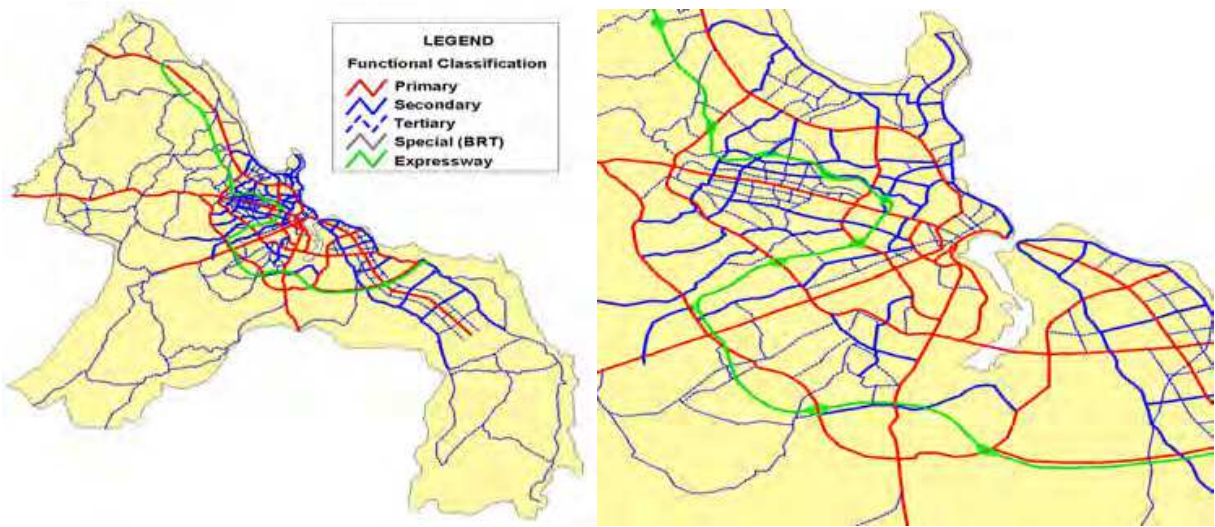 LEGEND
Functional Classification
Primary
Secondary
Tertiary
Special (BRT)
Expressway